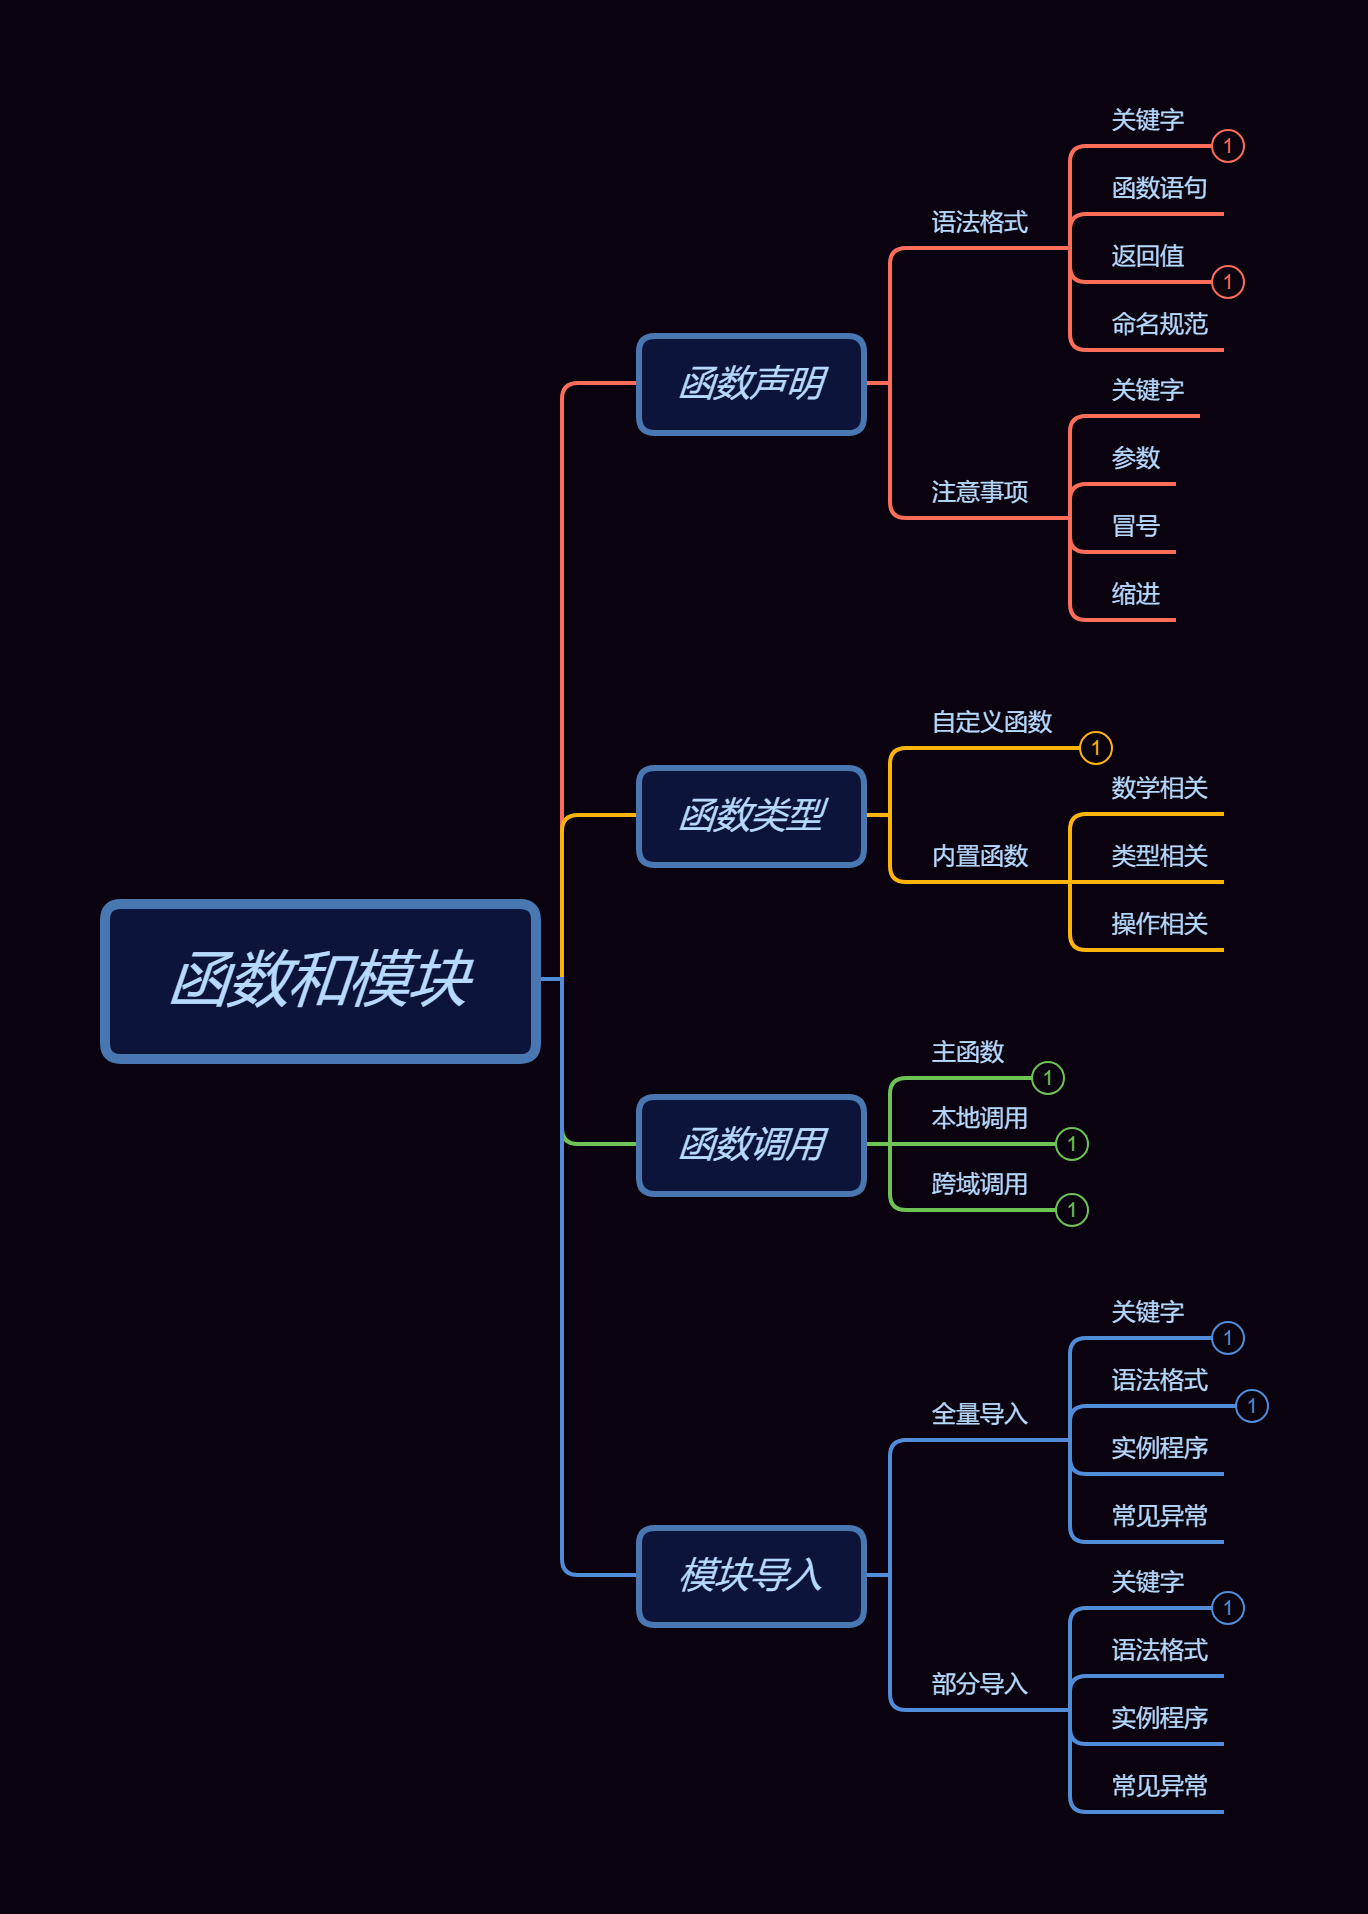 函数和模块
函数声明
语法格式
关键字
1
函数语句
返回值
1
命名规范
注意事项
关键字
参数
冒号
缩进
函数类型
自定义函数
1
内置函数
数学相关
类型相关
操作相关
函数调用
主函数
1
本地调用
1
跨域调用
1
模块导入
全量导入
关键字
1
语法格式
1
实例程序
常见异常
部分导入
关键字
1
语法格式
实例程序
常见异常